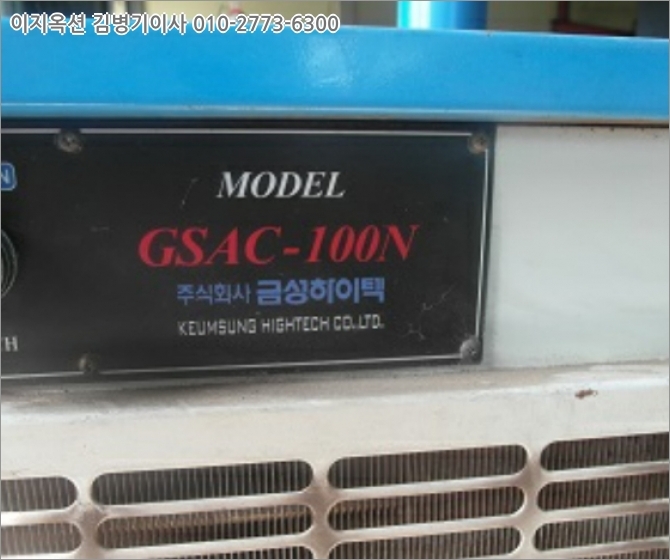 이지옥션 김병기이사 010-2773-6300
N
MODEL
GSAC-100N
주식회사 금성하이텍
KEUMSUNG HIGHTECH CO.,LTD.
CH